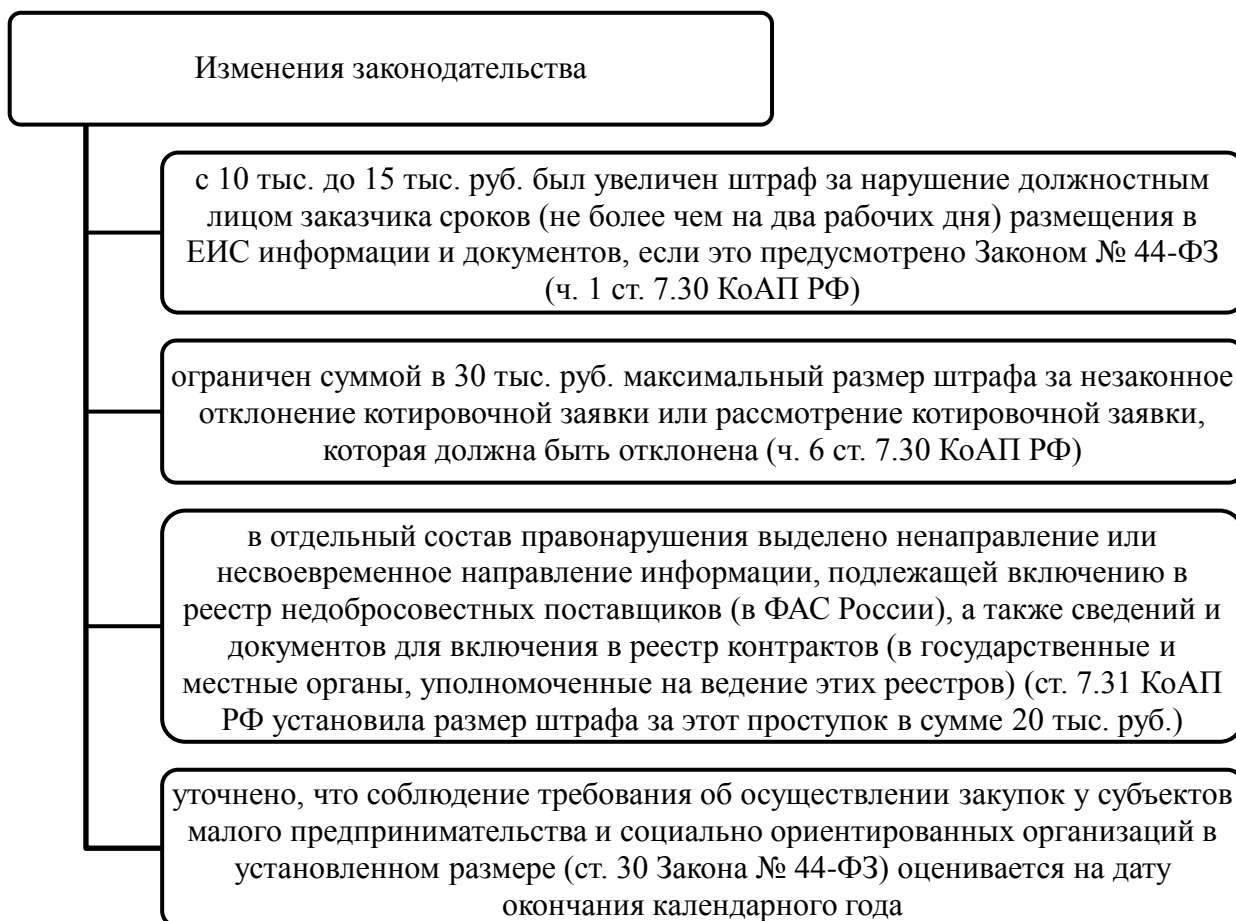 Изменения законодательства
с 10 тыс. до 15 тыс. руб. был увеличен штраф за нарушение должностным
лицом заказчика сроков (не более чем на два рабочих дня) размещения в
ЕИС информации и документов, если это предусмотрено Законом № 44-ФЗ
(ч. 1 ст. 7.30 КоАП РФ)
ограничен суммой в 30 тыс. руб. максимальный размер штрафа за незаконное
отклонение котировочной заявки или рассмотрение котировочной заявки,
которая должна быть отклонена (ч. 6 ст. 7.30 КоАП РФ)
в отдельный состав правонарушения выделено ненаправление или
несвоевременное направление информации, подлежащей включению в
реестр недобросовестных поставщиков (в ФАС России), а также сведений и
документов для включения в реестр контрактов (в государственные и
местные органы, уполномоченные на ведение этих реестров) (ст. 7.31 КоАП
РФ установила размер штрафа за этот проступок в сумме 20 тыс. руб.)
уточнено, что соблюдение требования об осуществлении закупок у субъектов
малого предпринимательства и социально ориентированных организаций в
установленном размере (ст. 30 Закона № 44-ФЗ) оценивается на дату
окончания календарного года